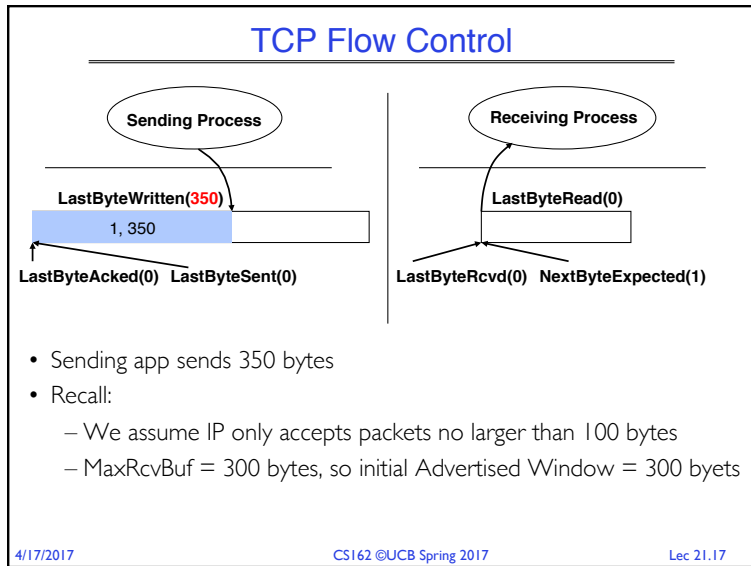 TCP Flow Control
Sending Process
Receiving Process
LastByteWritten(350)
LastByteRead(0)
1, 350
LastByteAcked(0) LastByteSent(0)
LastByteRcvd(0) NextByteExpected(1)
• Sending app sends 350 bytes
• Recall:
– We assume IP only accepts packets no larger than 100 bytes
– MaxRcvBuf = 300 bytes, so initial Advertised Window = 300 byets
4/17/2017
CS162 ©UCB Spring 2017
Lec 21.17